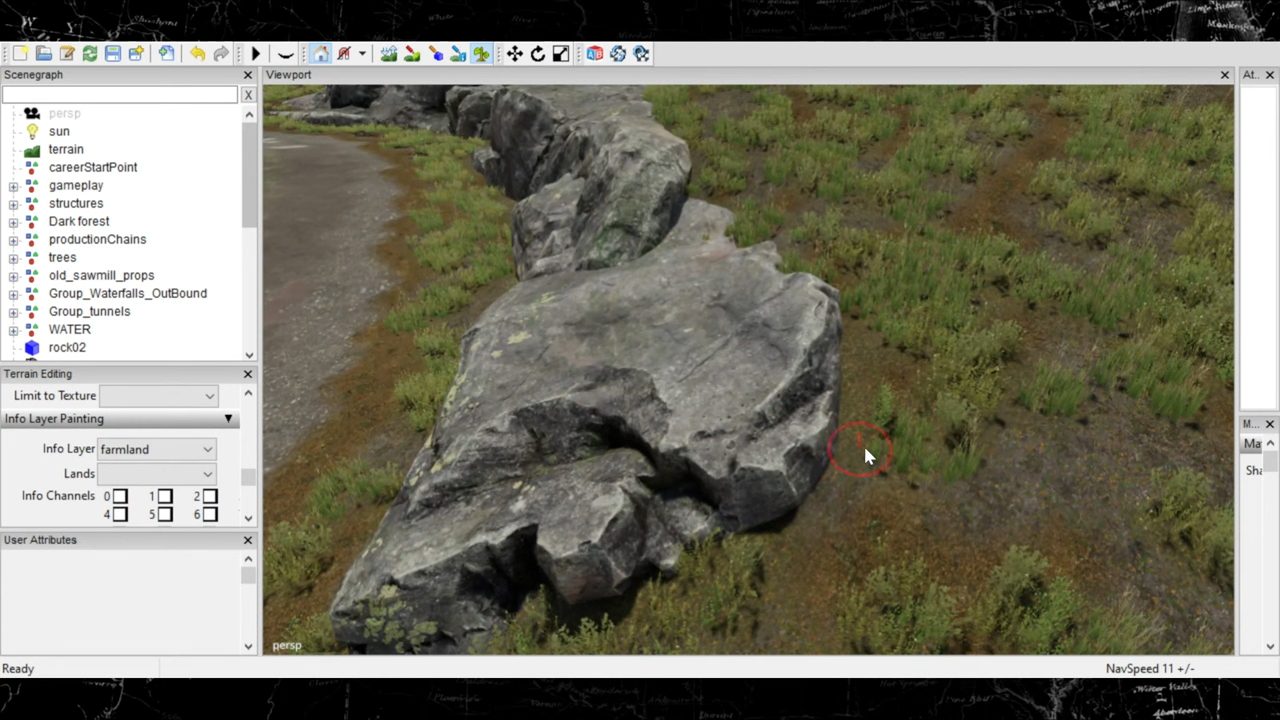 Scenegraph
Viewport
At...
X
persp
sun
terrain
careerStartPoint
gameplay
structures
Dark forest
productionChains
trees
old_sawmill_props
Group_Waterfalls_OutBound
Group_tunnels
WATER
rock02
Terrain Editing
Limit to Texture
Info Layer Painting
Info Layer farmland
Lands
Info Channels 0 1 2
4 5 6
User Attributes
M...
Ma
Sha
persp
Ready
NavSpeed 11 +/-